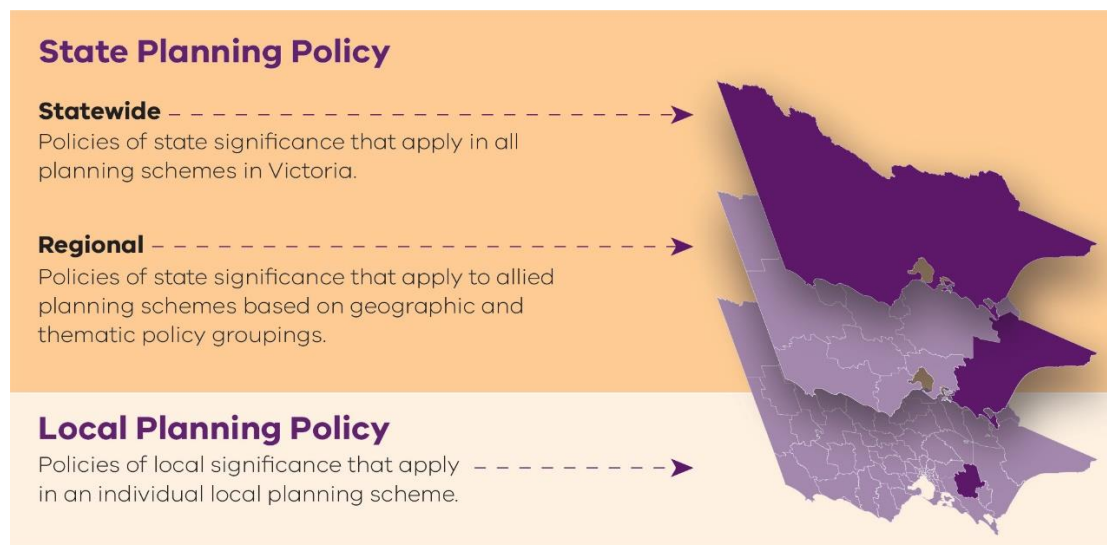 State Planning Policy
Statewide
Policies of state significance that apply in all
planning schemes in Victoria.
Regional
Policies of state significance that apply to allied
planning schemes based on geographic and
thematic policy groupings.
Local Planning Policy
Policies of local significance that apply
in an individual local planning scheme.